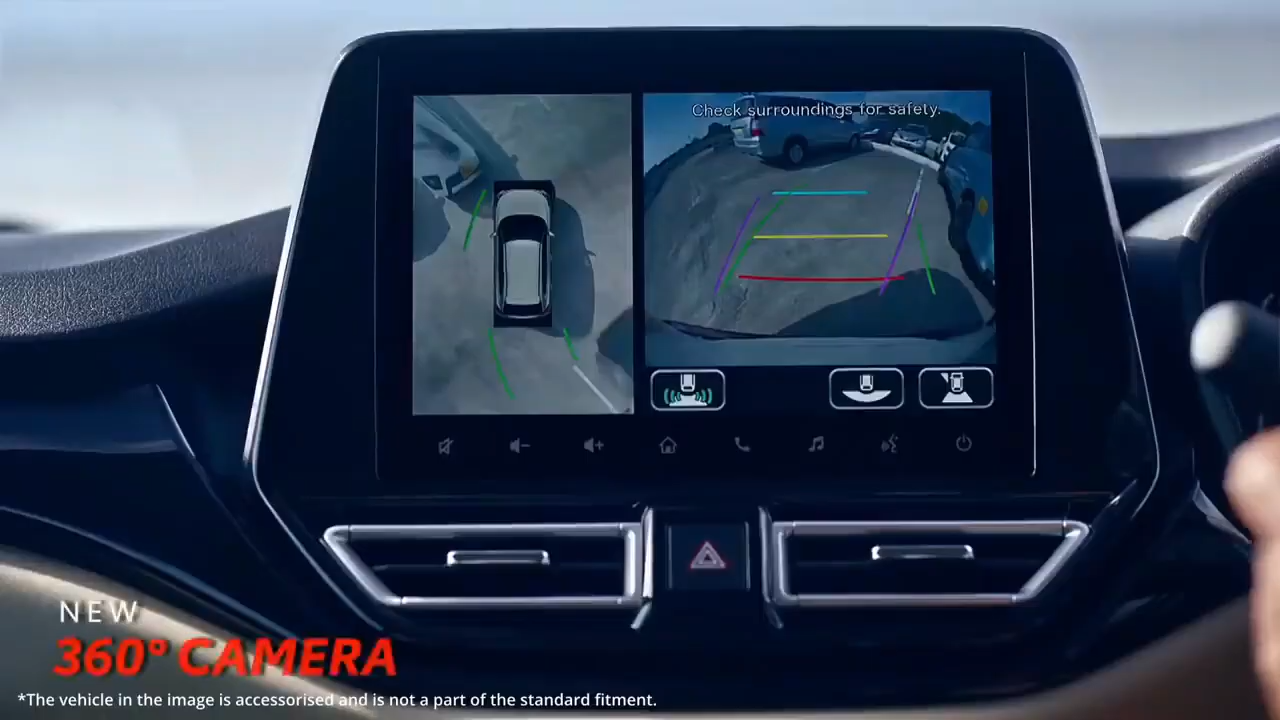 Check surroundings for safety.
NEW
360° CAMERA
*The vehicle in the image is accessorised and is not a part of the standard fitment.